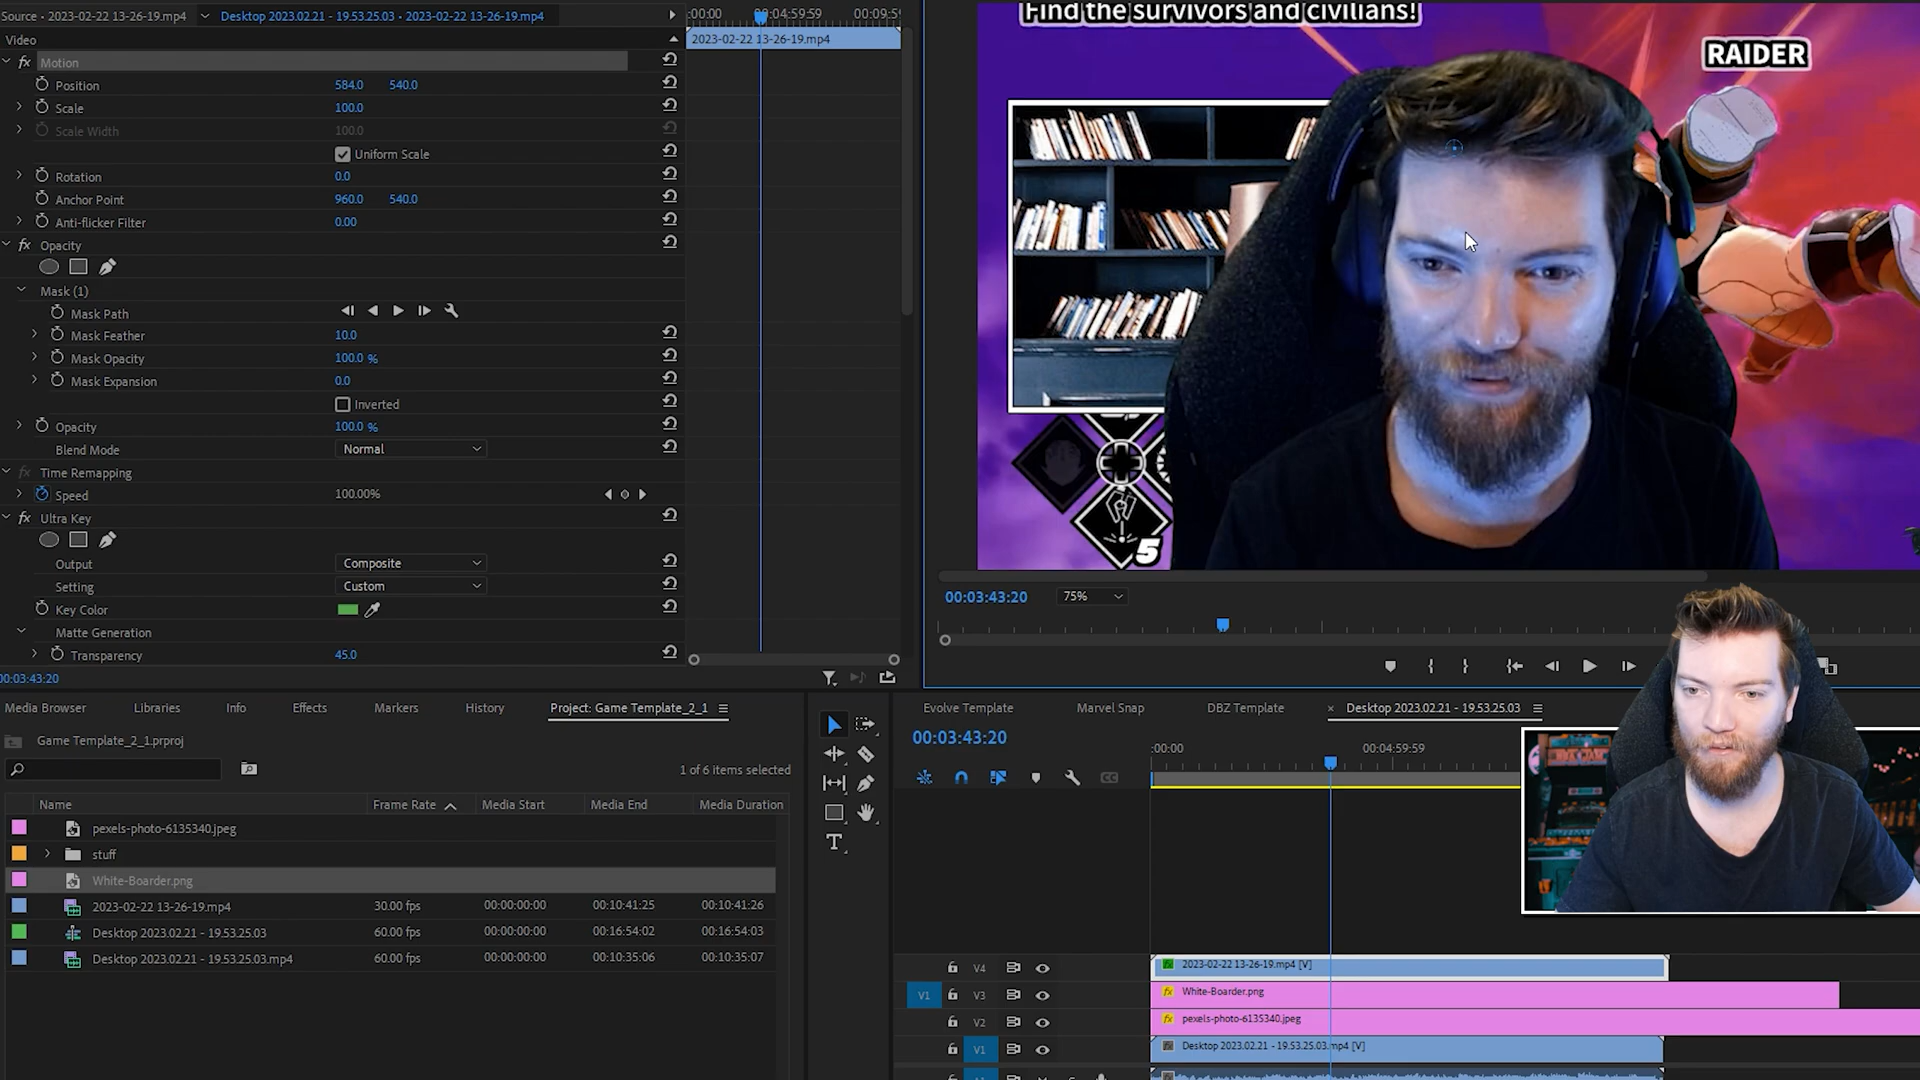 Source · 2023-02-22 13-26-19.mp4
Desktop 2023.02.21 - 19.53.25.03 · 2023-02-22 13-26-19.mp4
:00:00
00:04:59:59
00:09:59
Video
2023-02-22 13-26-19.mp4
fx Motion
Position 584.0 540.0
Scale 100.0
Scale Width 100.0
Uniform Scale
Rotation 0.0
Anchor Point 960.0 540.0
Anti-flicker Filter 0.00
fx Opacity
Mask (1)
Mask Path
Mask Feather 10.0
Mask Opacity 100.0 %
Mask Expansion 0.0
Inverted
Opacity 100.0 %
Blend Mode Normal
fx Time Remapping
Speed 100.00%
fx Ultra Key
Output Composite
Setting Custom
Key Color
Matte Generation
Transparency 45.0
00:03:43:20
Find the survivors and civilians!
RAIDER
5
00:03:43:20
75%
Media Browser
Libraries
Info
Effects
Markers
History
Project: Game Template_2_1
Game Template_2_1.prproj
1 of 6 items selected
Name Frame Rate Media Start Media End Media Duration
pexels-photo-6135340.jpeg
stuff
White-Boarder.png
2023-02-22 13-26-19.mp4 30.00 fps 00:00:00:00 00:10:41:25 00:10:41:26
Desktop 2023.02.21 - 19.53.25.03 60.00 fps 00:00:00:00 00:16:54:02 00:16:54:03
Desktop 2023.02.21 - 19.53.25.03.mp4 60.00 fps 00:00:00:00 00:10:35:06 00:10:35:07
T
Evolve Template
Marvel Snap
DBZ Template
× Desktop 2023.02.21 - 19.53.25.03
00:03:43:20
:00:00
00:04:59:59
CC
V4
fx 2023-02-22 13-26-19.mp4 [V]
V1 V3
fx White-Boarder.png
V2
fx pexels-photo-6135340.jpeg
V1
fx Desktop 2023.02.21 - 19.53.25.03.mp4 [V]